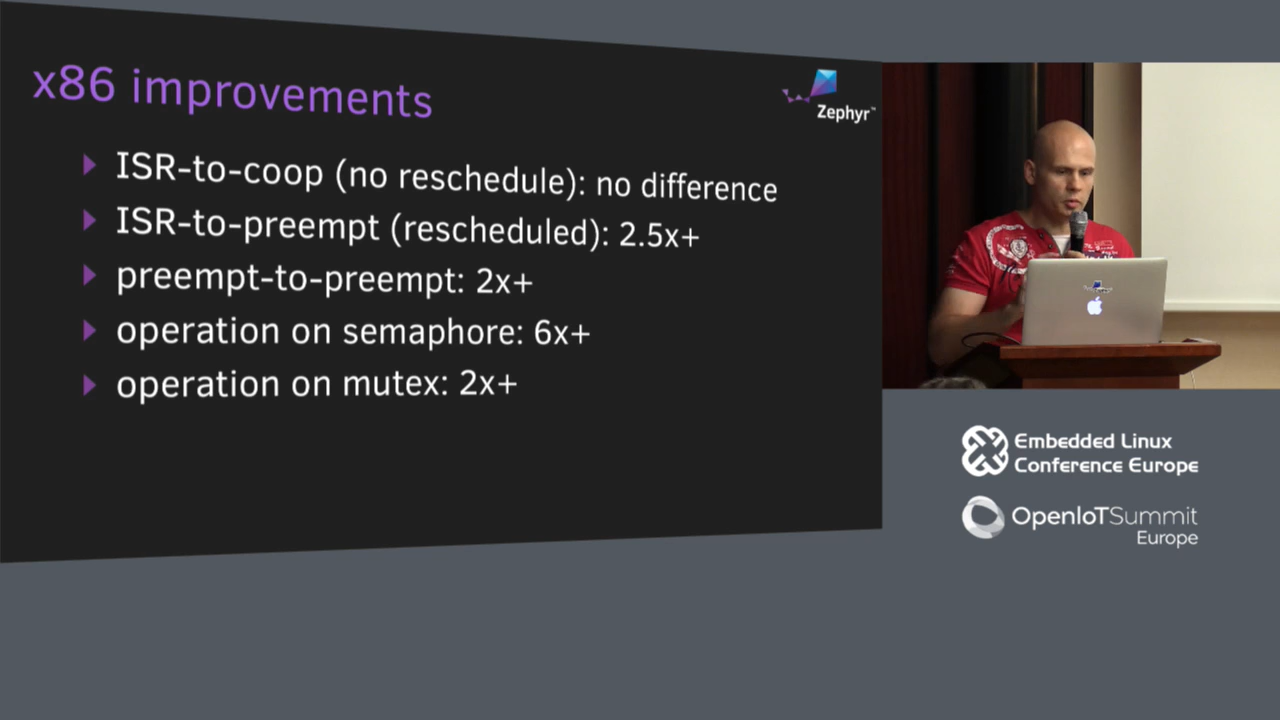 x86 improvements
Zephyr™
ISR-to-coop (no reschedule): no difference
ISR-to-preempt (rescheduled): 2.5x+
preempt-to-preempt: 2x+
operation on semaphore: 6x+
operation on mutex: 2x+
Embedded Linux
Conference Europe
OpenIoTSummit
Europe